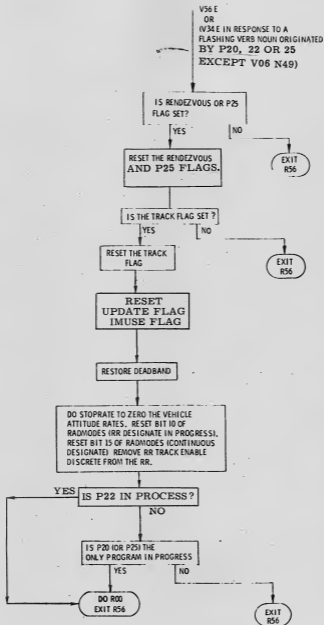 V56 E
OR
(V34 E IN RESPONSE TO A
FLASHING VERB NOUN ORIGINATED
BY P20, 22 OR 25
EXCEPT V06 N49)
IS RENDEZVOUS OR P25
FLAG SET?
YES
NO
RESET THE RENDEZVOUS
AND P25 FLAGS.
EXIT
R56
IS THE TRACK FLAG SET ?
YES
NO
RESET THE TRACK
FLAG
EXIT
R56
RESET
UPDATE FLAG
IMUSE FLAG
RESTORE DEADBAND
DO STOPRATE TO ZERO THE VEHICLE
ATTITUDE RATES. RESET BIT 10 OF
RADMODES (RR DESIGNATE IN PROGRESS).
RESET BIT 15 OF RADMODES (CONTINUOUS
DESIGNATE) REMOVE RR TRACK ENABLE
DISCRETE FROM THE RR.
YES
IS P22 IN PROCESS ?
NO
IS P20 (OR P25) THE
ONLY PROGRAM IN PROGRESS
YES
NO
DO R00
EXIT R56
EXIT
R56